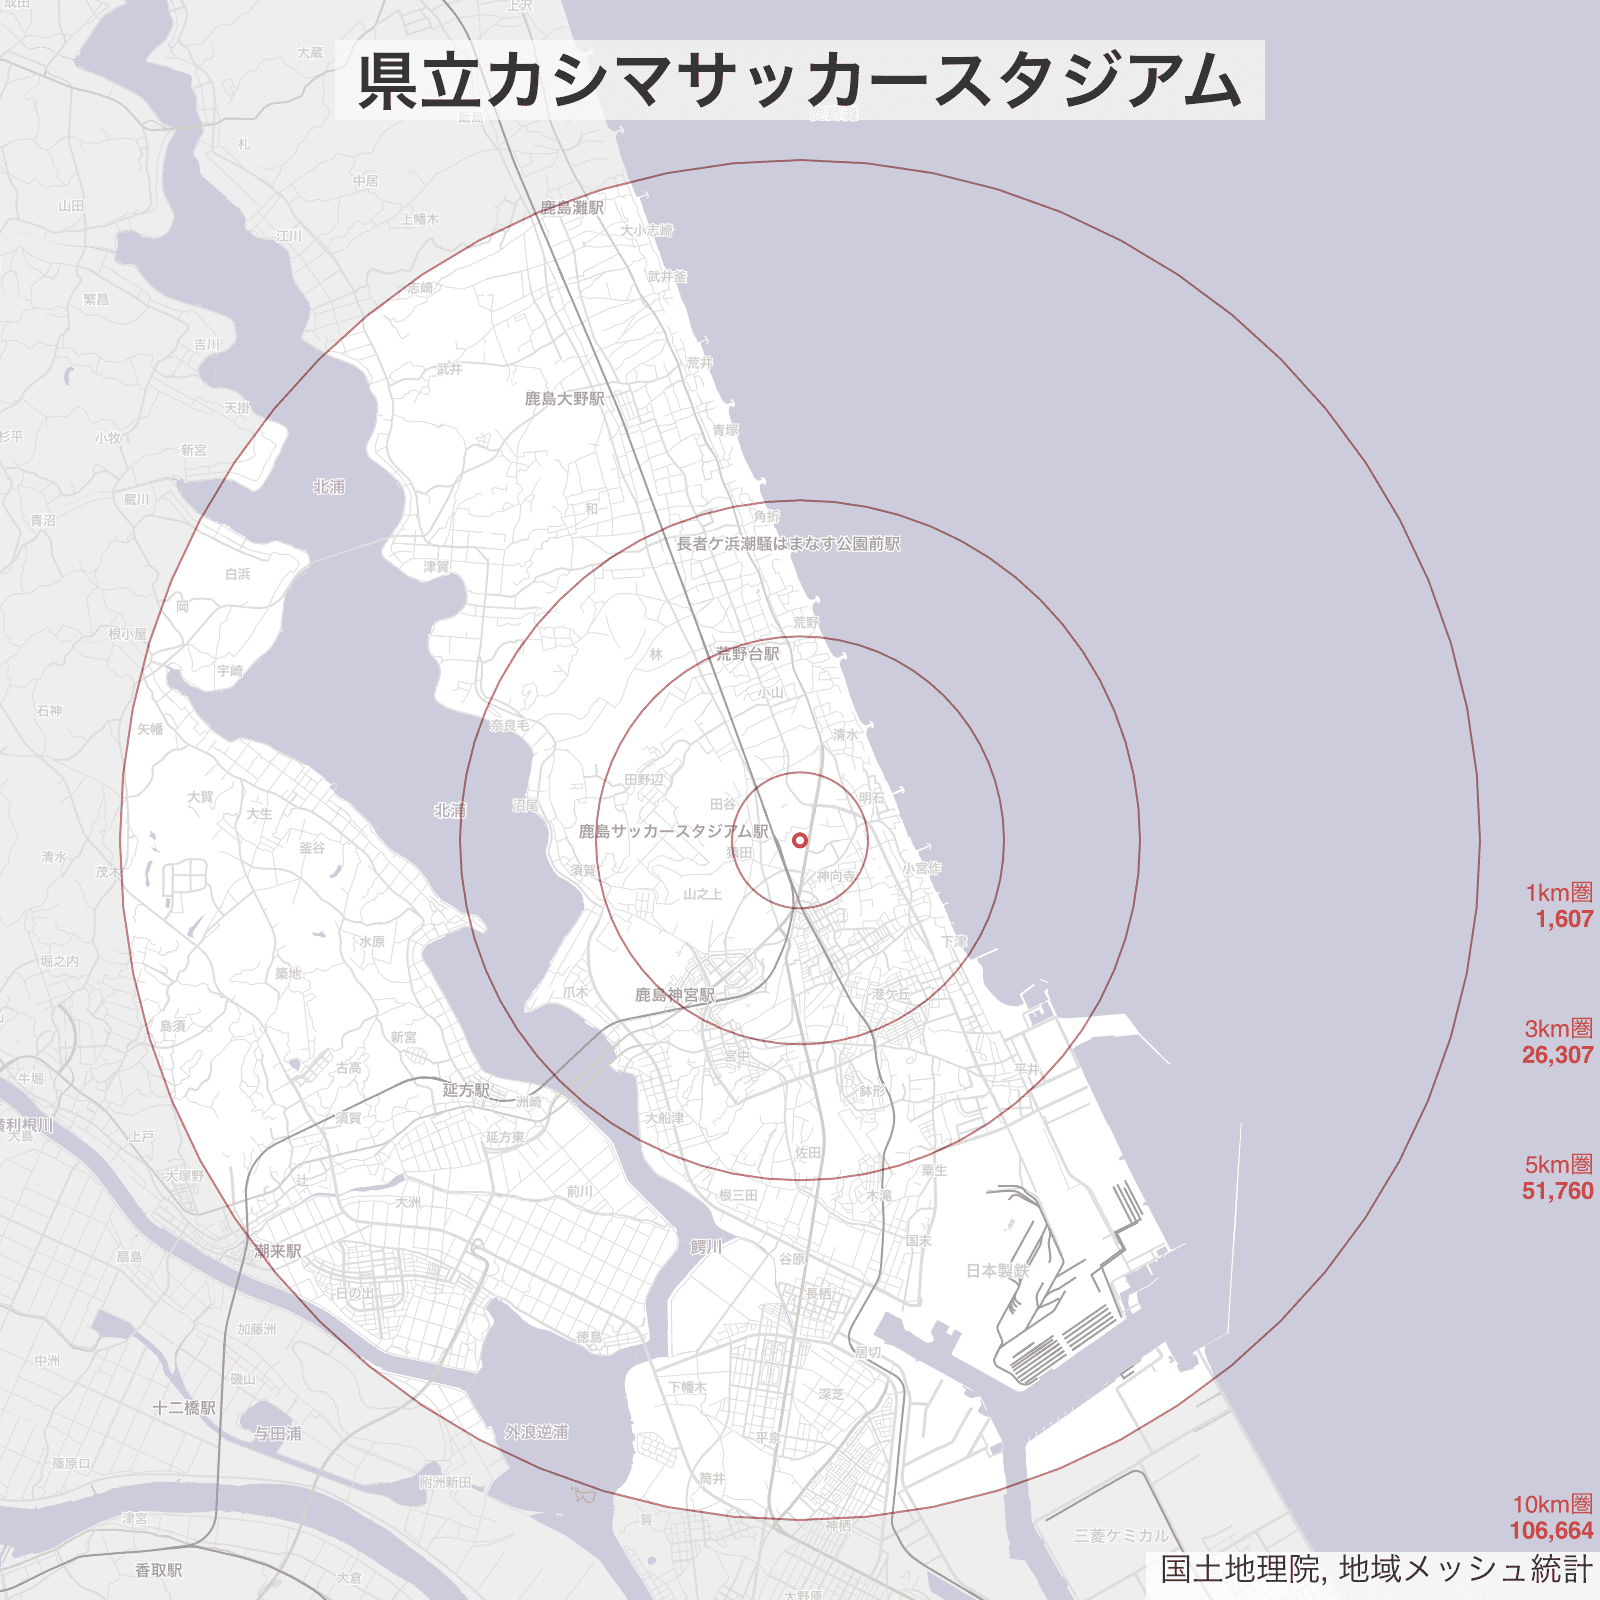 成田
上沢
大蔵
県立カシマサッカースタジアム
飯島
鹿島灘
札
中居
山田
鹿島灘駅
上幡木
大小志崎
江川
武井釜
志崎
繁昌
吉川
荒井
武井
鹿島大野駅
天掛
青塚
杉平
小牧
新宮
北浦
蔵川
和
角折
青沼
長者ケ浜潮騒はまなす公園前駅
津賀
白浜
岡
荒野
根小屋
林
荒野台駅
宇崎
小山
石神
奈良毛
矢幡
清水
田野辺
大賀
明石
田谷
沼尾
北浦
大生
鹿島サッカースタジアム駅
釜谷
猿田
清水
茂木
須賀
小宮作
神向寺
1km圏
山之上
1,607
水原
下津
堀之内
築地
爪木
鹿島神宮駅
港ケ丘
島須
3km圏
新宮
26,307
宮中
古高
平井
牛堀
延方駅
鉢形
洲崎
須賀
大船津
横利根川
大島
上戸
延方東
佐田
5km圏
粟生
大塚野
辻
51,760
前川
根三田
木滝
大洲
国末
鰐川
潮来駅
扇島
谷原
日本製鉄
日の出
長栖
加藤洲
徳島
居切
中洲
磯山
下幡木
深芝
十二橋駅
与田浦
外浪逆浦
平泉
篠原口
附洲新田
筒井
10km圏
津宮
賀
神栖
106,664
三菱ケミカル
香取駅
国土地理院, 地域メッシュ統計
大倉
大野原